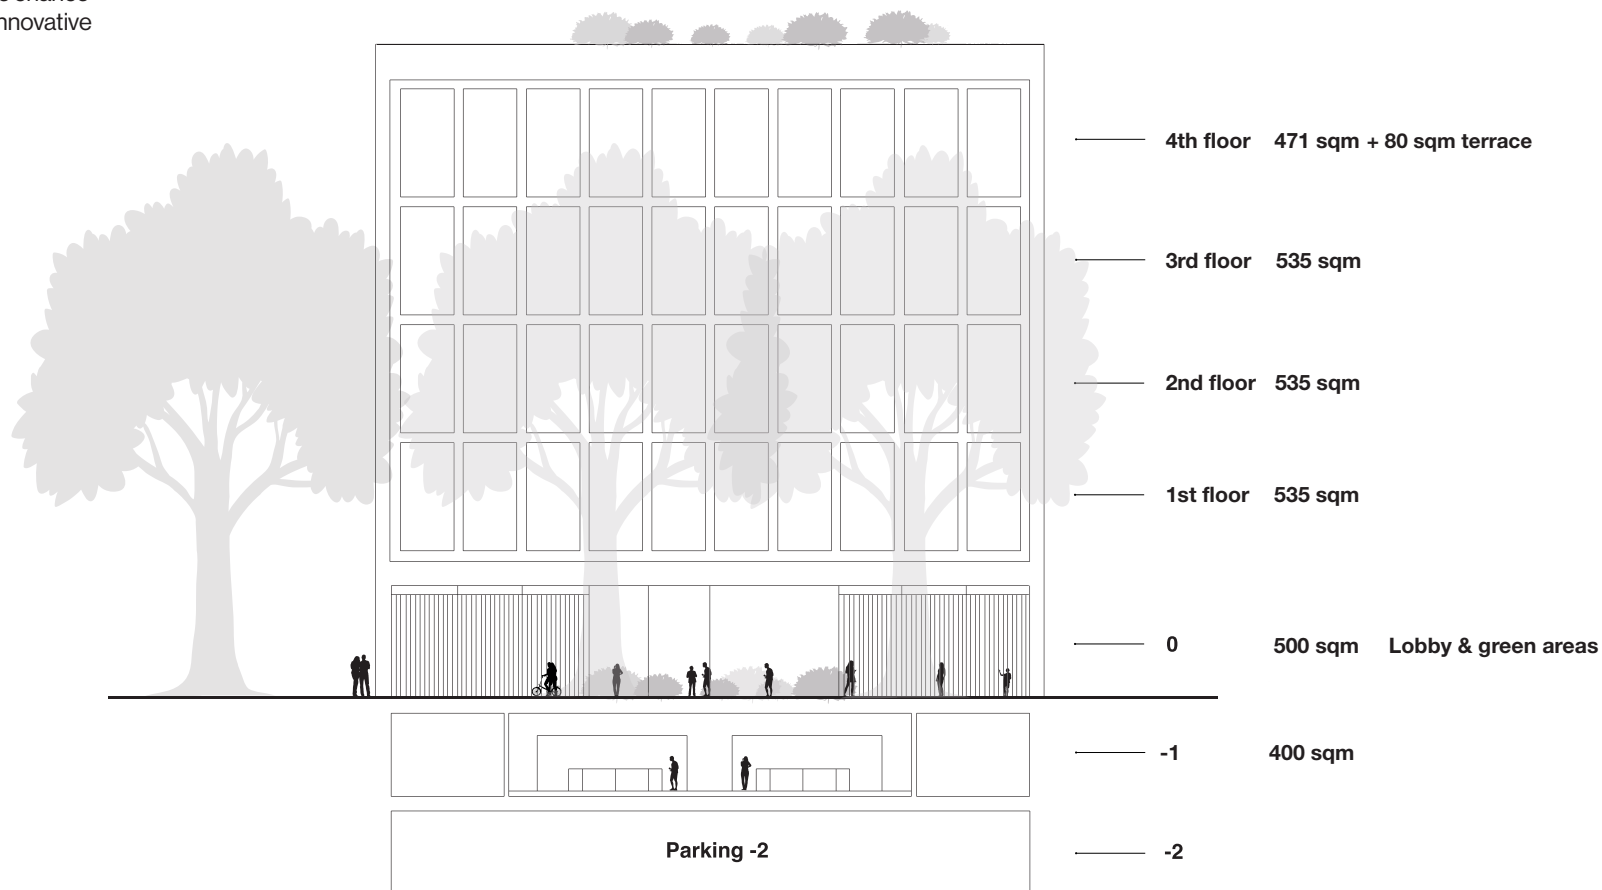 nnovative
4th floor 471 sqm + 80 sqm terrace
3rd floor 535 sqm
2nd floor 535 sqm
1st floor 535 sqm
0 500 sqm Lobby & green areas
-1 400 sqm
Parking -2
-2